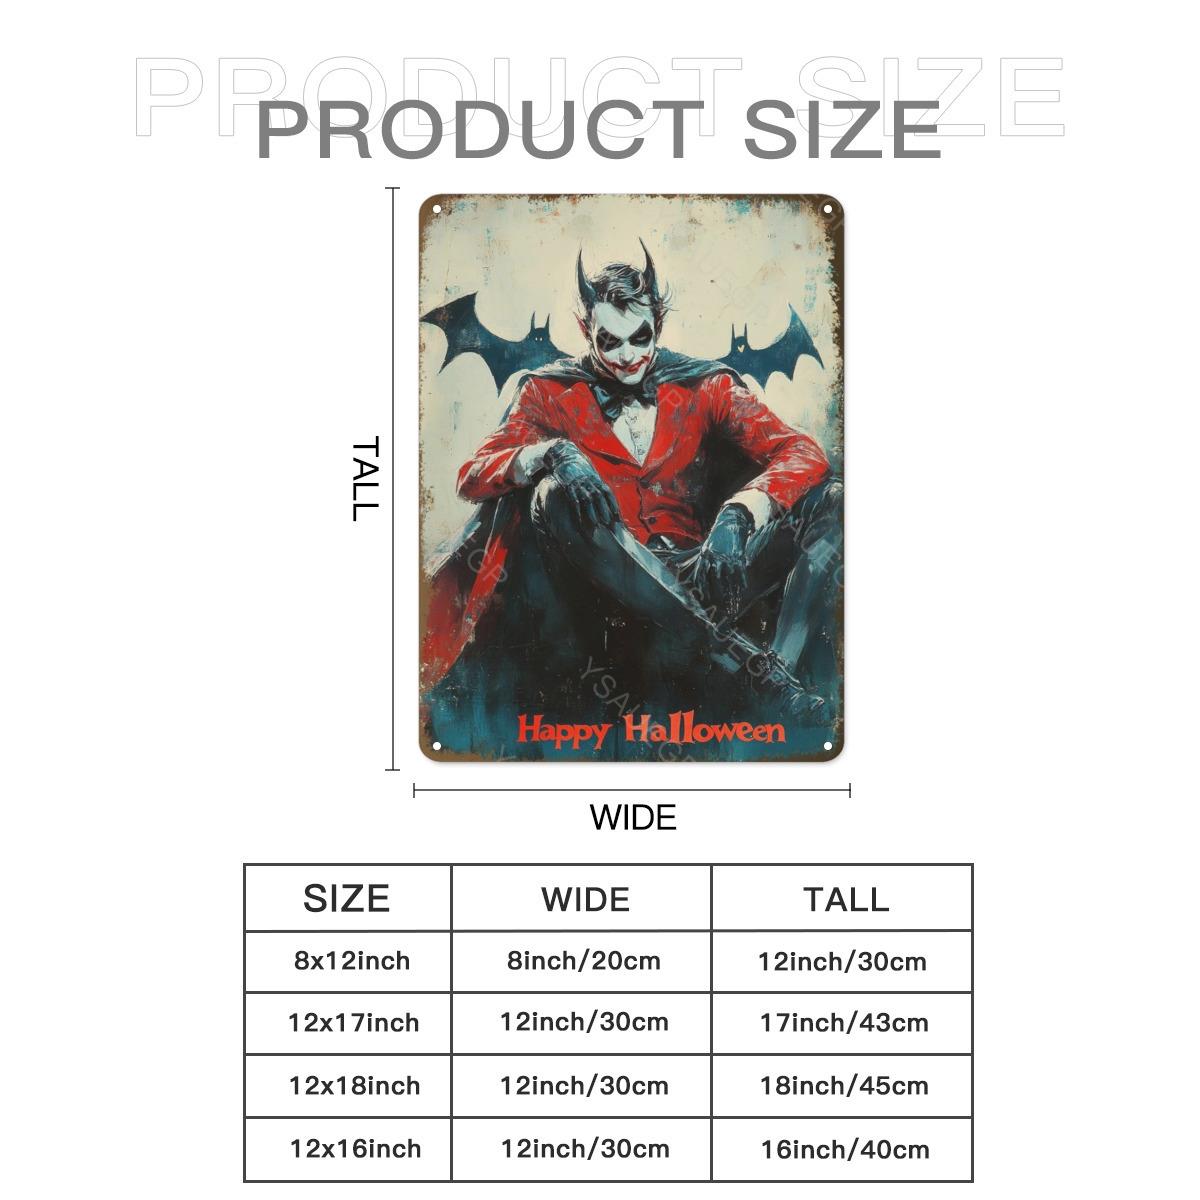 PRODUCT SIZE
PRODUCT SIZE
TALL
YSAUEGP
YSAUEGP
Happy Halloween
WIDE
SIZE WIDE TALL
8x12inch 8inch/20cm 12inch/30cm
12x17inch 12inch/30cm 17inch/43cm
12x18inch 12inch/30cm 18inch/45cm
12x16inch 12inch/30cm 16inch/40cm